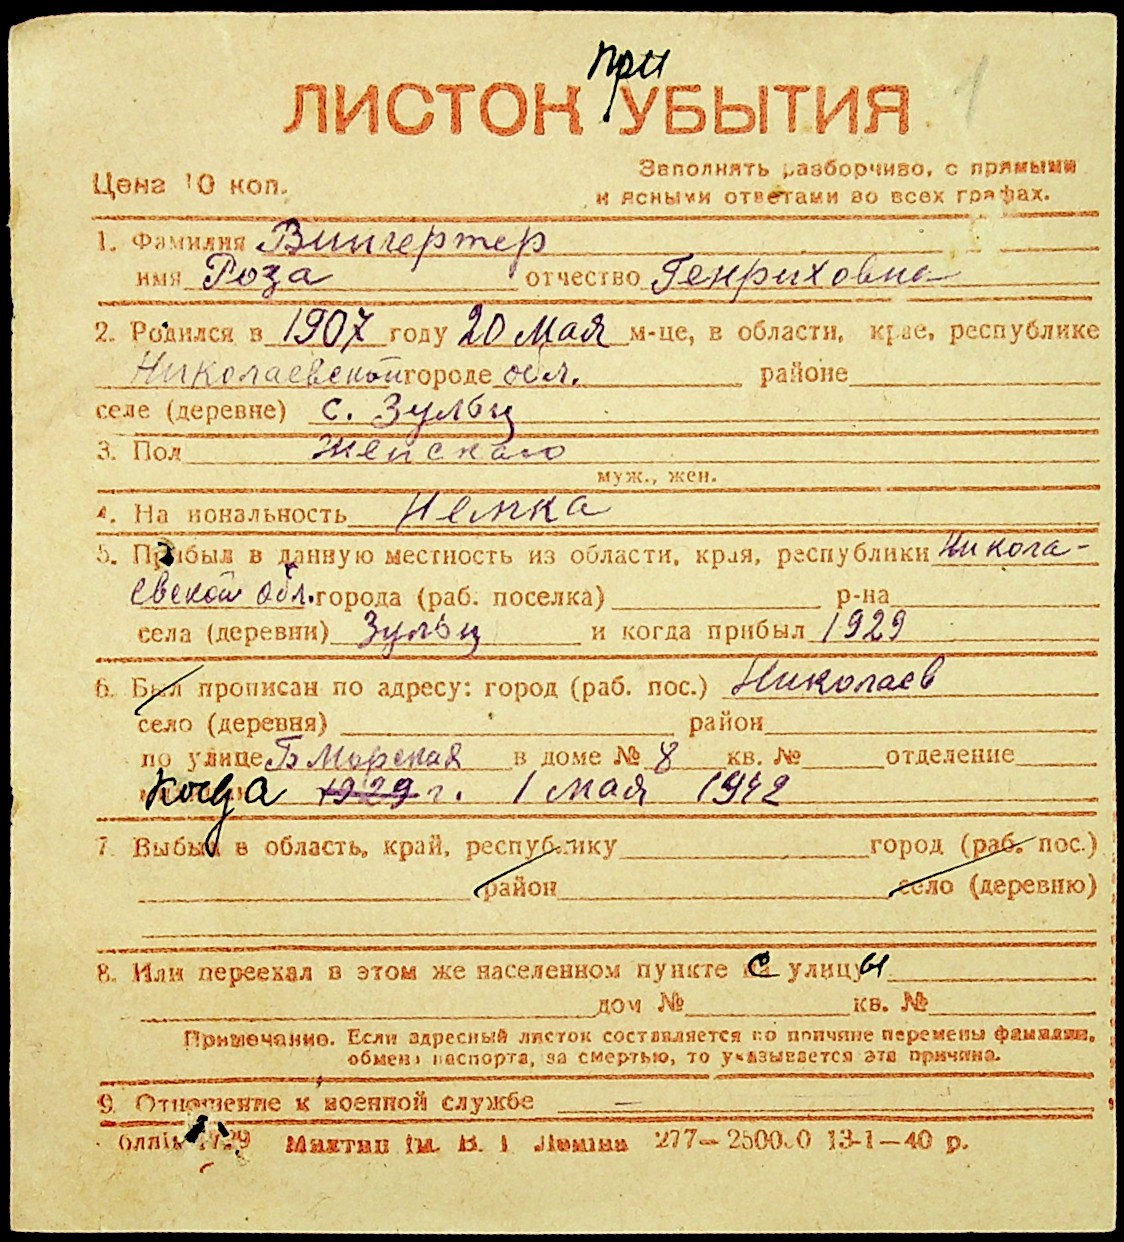 при
ЛИСТОК УБЫТИЯ
Цена 10 коп.
Заполнять разборчиво, с прямыми
и ясными ответами во всех графах.
1. Фамилия Вингертер
имя Роза отчество Генриховна
2. Родился в 1907 году 20 мая м-це, в области, крае, республике
Николаевской городе обл. районе
селе (деревне) с. Зульц
3. Пол женского
муж., жен.
4. Национальность Немка
5. Прибыл в данную местность из области, края, республики Никола-
евской обл. города (раб. поселка) р-на
села (деревни) Зульц и когда прибыл 1929
6. Был прописан по адресу: город (раб. пос.) Николаев
село (деревня) район
по улице Б Морская в доме № 8 кв. № отделение
когда 1929 г. 1 мая 1942
7. Выбыл в область, край, республику город (раб. пос.)
район село (деревню)
8. Или переехал в этом же населенном пункте с улицы
дом № кв. №
Примечание. Если адресный листок составляется по причине перемены фамилии,
обмена паспорта, за смертью, то указывается эта причина.
9. Отношение к военной службе —
им. В. І Леніна 277— 13-1—40 р.